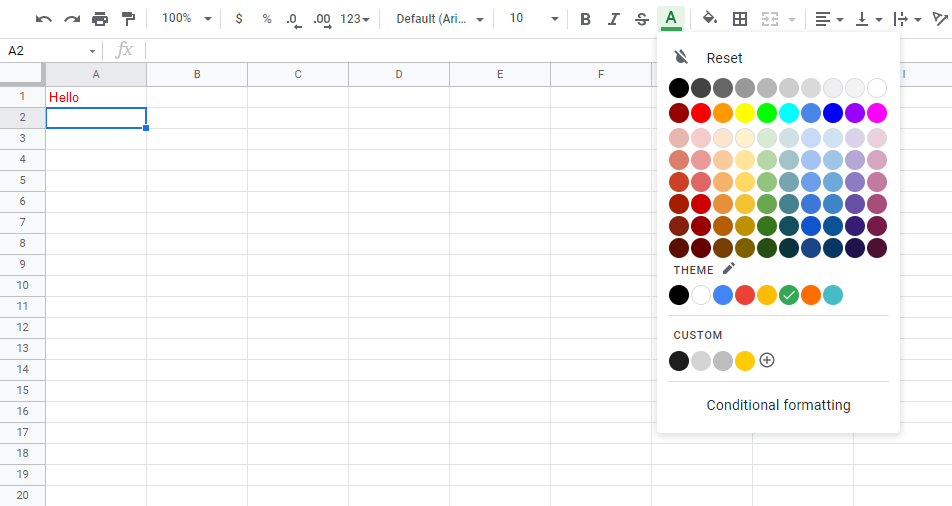 100% $ % .0 .00 123 Default (Ari... 10 B I S A
A2 fx
A B C D E F I
1 Hello
2
3
4
5
6
7
8
9
10
11
12
13
14
15
16
17
18
19
20
Reset
THEME
CUSTOM
Conditional formatting